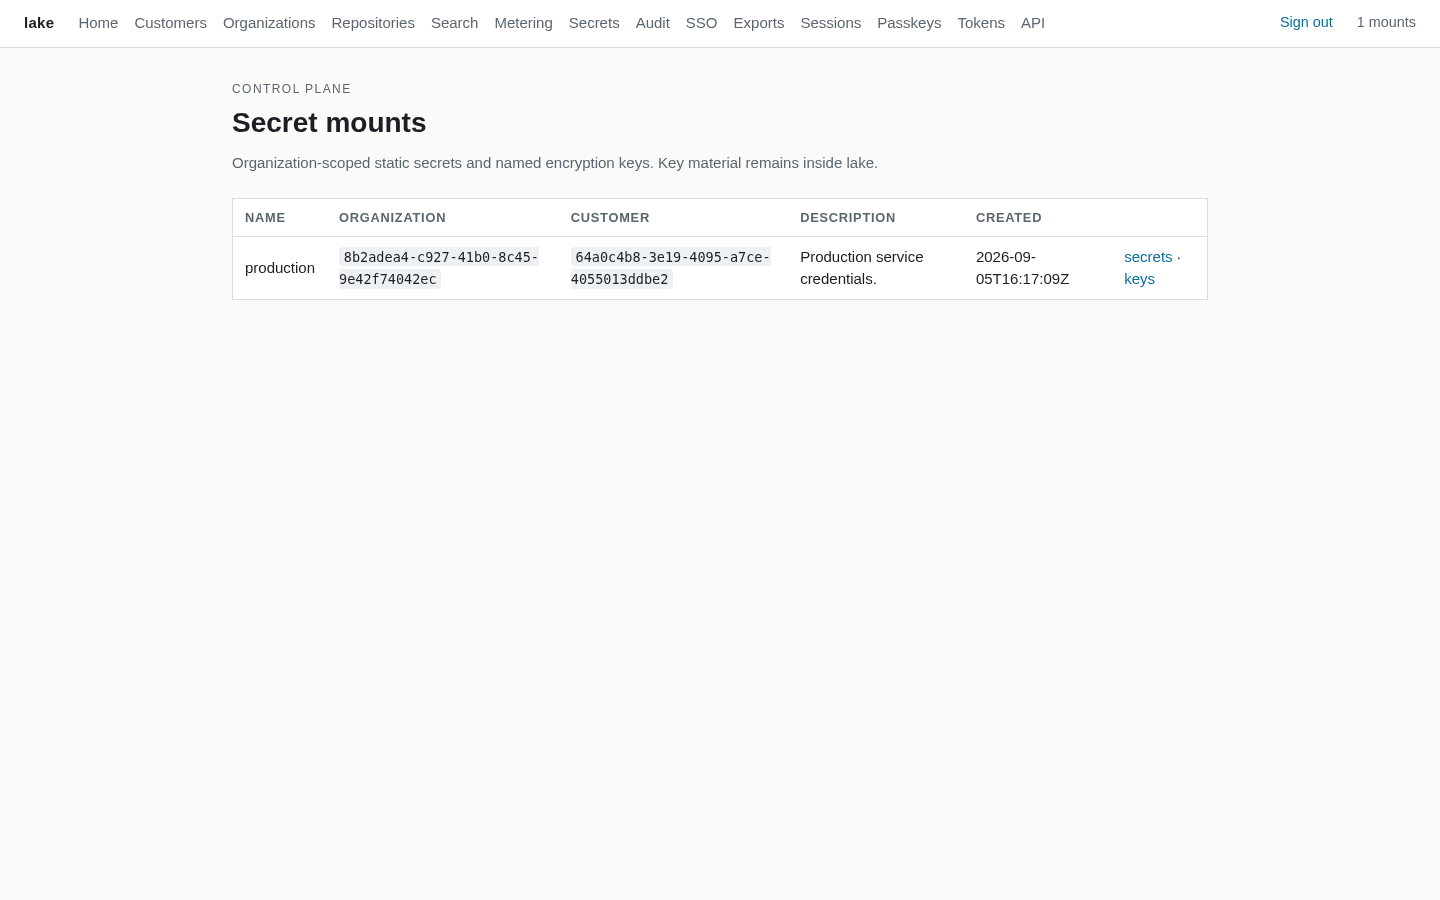 lake Home Customers Organizations Repositories Search Metering Secrets Audit SSO Exports Sessions Passkeys Tokens API Sign out 1 mounts
CONTROL PLANE
Secret mounts
Organization-scoped static secrets and named encryption keys. Key material remains inside lake.
NAME ORGANIZATION CUSTOMER DESCRIPTION CREATED
production 8b2adea4-c927-41b0-8c45- 64a0c4b8-3e19-4095-a7ce- Production service 2026-09- secrets ·
9e42f74042ec 4055013ddbe2 credentials. 05T16:17:09Z keys